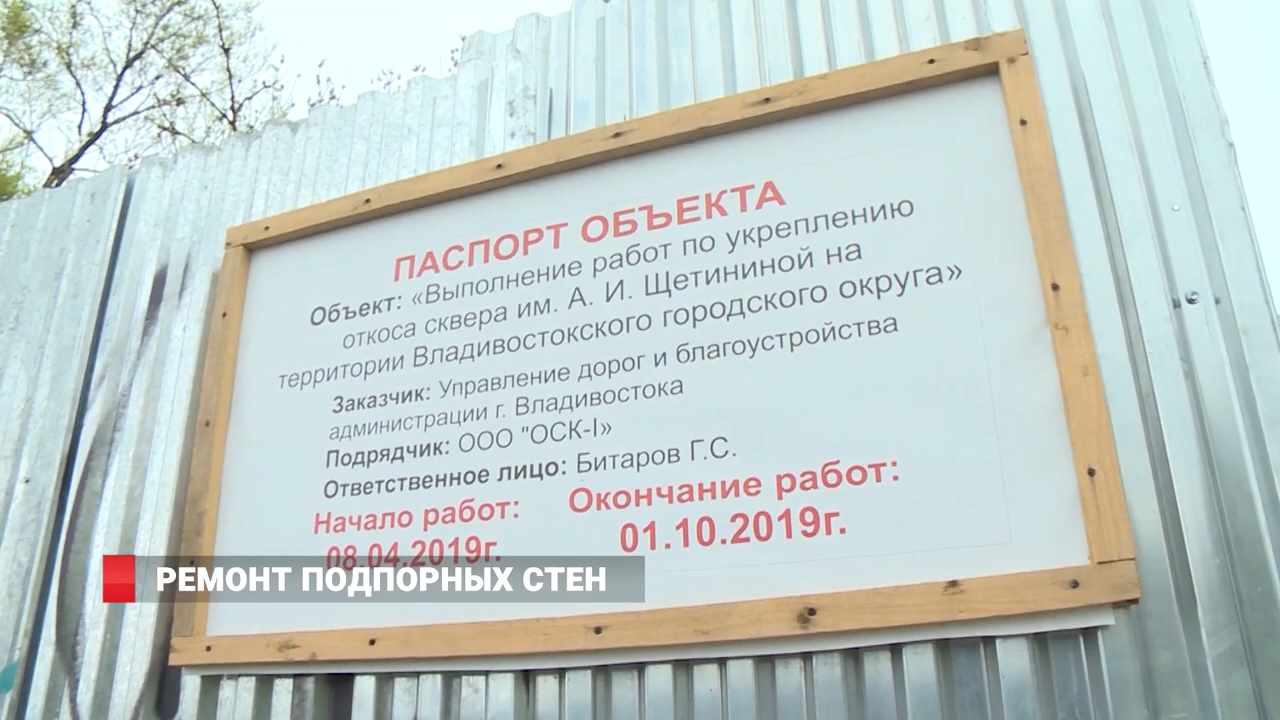 ПАСПОРТ ОБЪЕКТА
Объект: «Выполнение работ по укреплению
откоса сквера им. А. И. Щетининой на
территории Владивостокского городского округа»
Заказчик: Управление дорог и благоустройства
администрации г. Владивостока
Подрядчик: ООО "ОСК-I»
Ответственное лицо: Битаров Г.С.
Начало работ: Окончание работ:
08.04.2019г. 01.10.2019г.
РЕМОНТ ПОДПОРНЫХ СТЕН